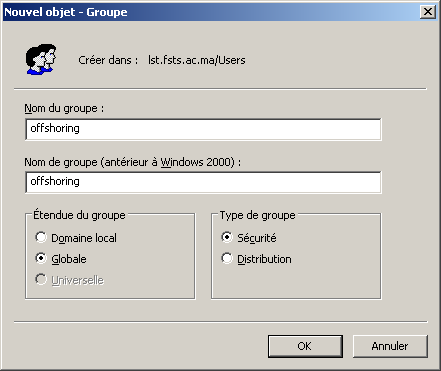 Nouvel objet - Groupe
Créer dans : lst.fsts.ac.ma/Users
Nom du groupe :
offshoring
Nom de groupe (antérieur à Windows 2000) :
offshoring
Étendue du groupe
Domaine local
Globale
Universelle
Type de groupe
Sécurité
Distribution
OK
Annuler